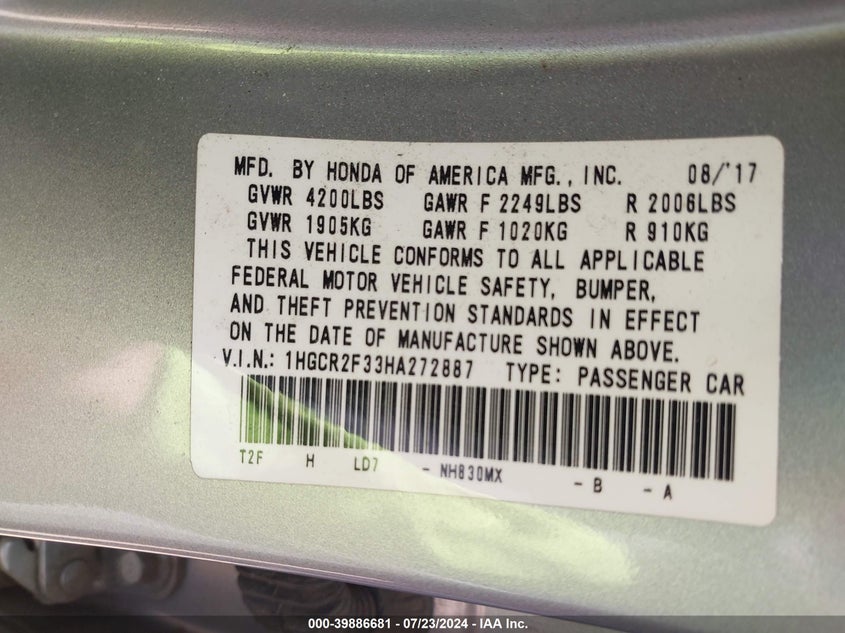 MFD. BY HONDA OF AMERICA MFG., INC. 08/'17
GVWR 4200LBS GAWR F 2249LBS R 2006LBS
GVWR 1905KG GAWR F 1020KG R 910KG
THIS VEHICLE CONFORMS TO ALL APPLICABLE
FEDERAL MOTOR VEHICLE SAFETY, BUMPER,
AND THEFT PREVENTION STANDARDS IN EFFECT
ON THE DATE OF MANUFACTURE SHOWN ABOVE.
V.I.N.: 1HGCR2F33HA272887 TYPE: PASSENGER CAR
T2F H LD7 - NH830MX - B - A
000-39886681 / 07/23/2024 - IAA Inc.